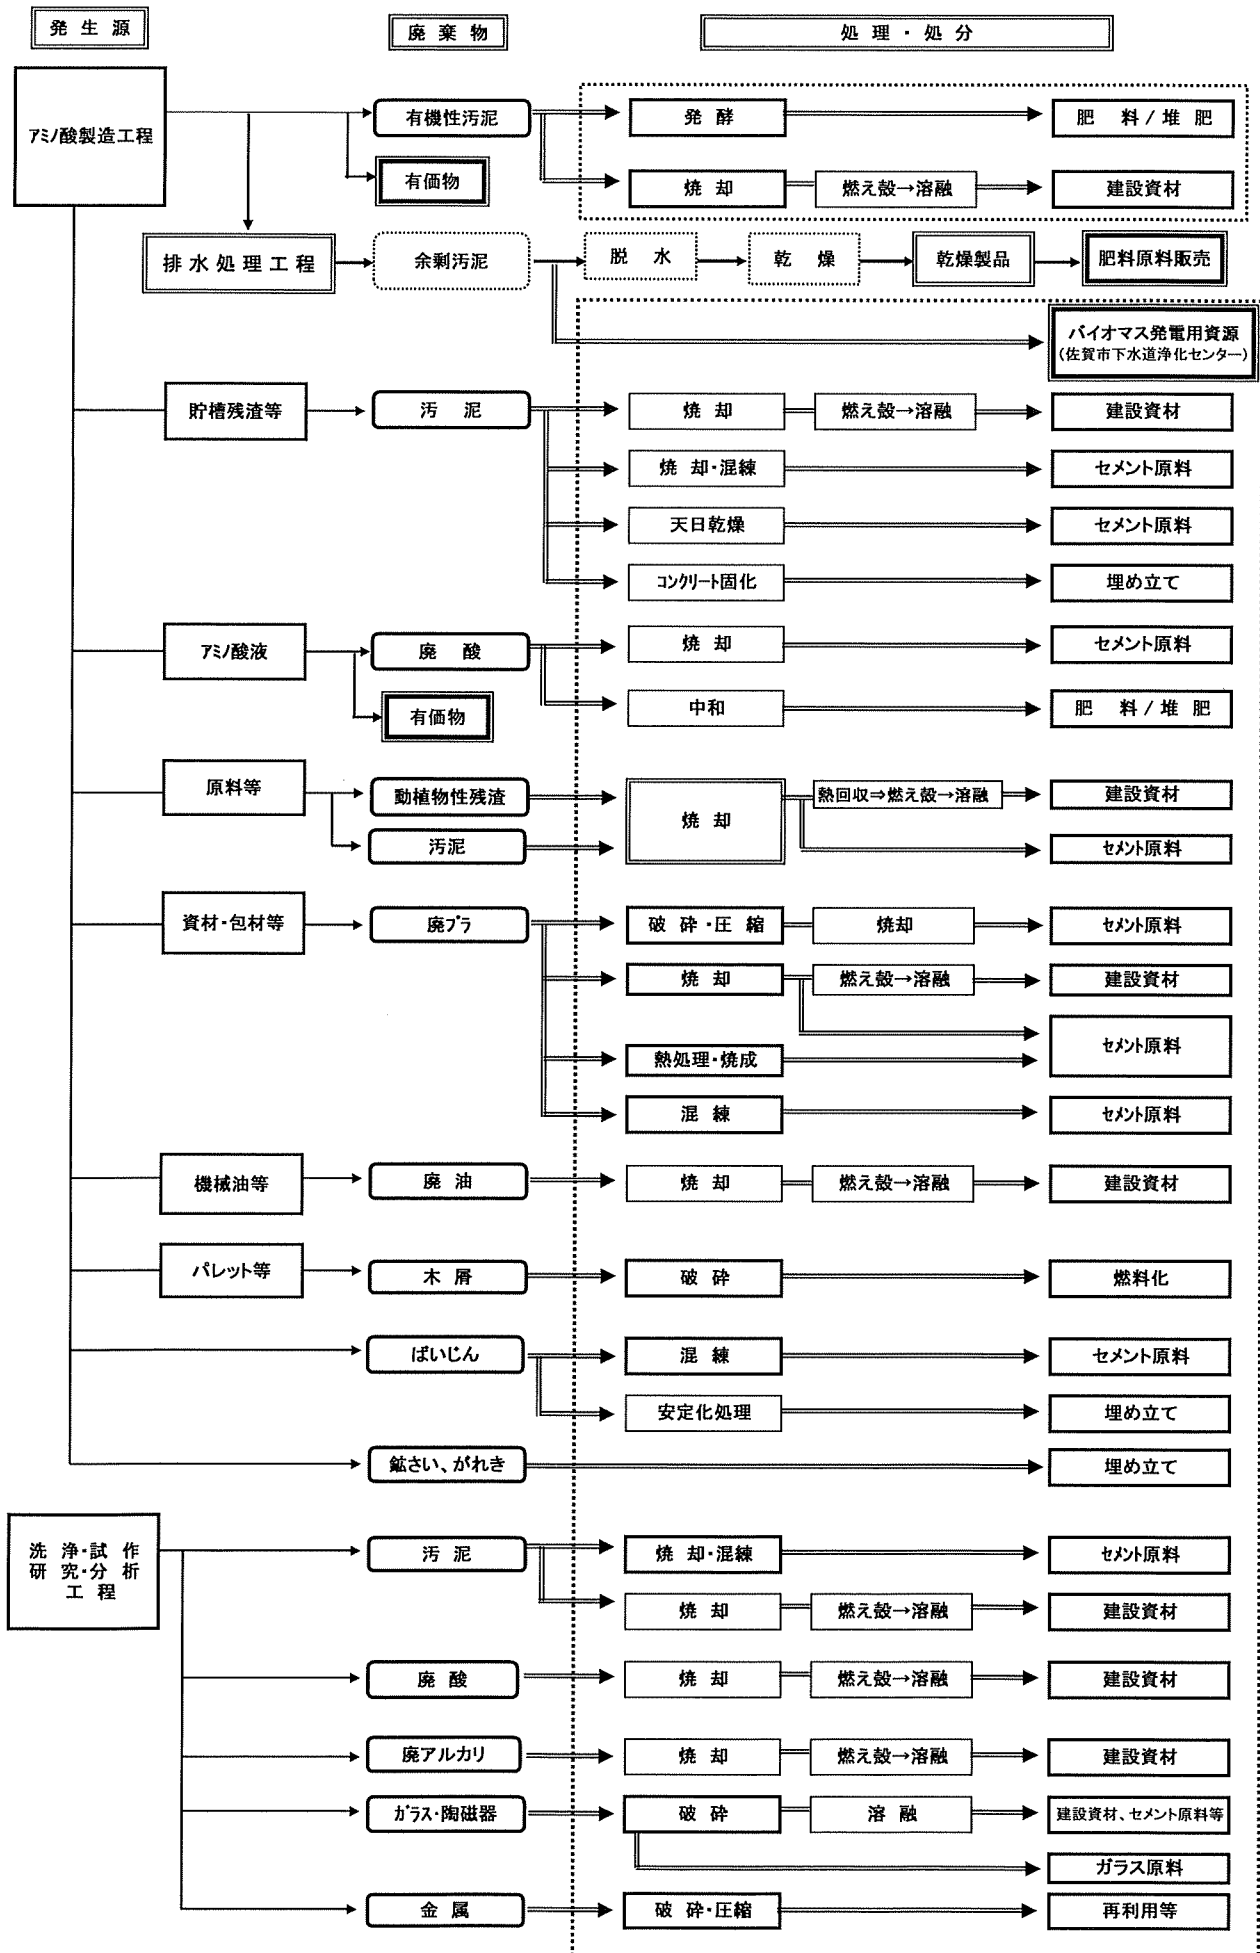 発生源
廃棄物
処理・処分
ｱﾐﾉ酸製造工程
有機性汚泥
発酵
肥料/堆肥
有価物
焼却
燃え殻→溶融
建設資材
排水処理工程
余剰汚泥
脱水
乾燥
乾燥製品
肥料原料販売
バイオマス発電用資源
(佐賀市下水道浄化センター)
貯槽残渣等
汚泥
焼却
燃え殻→溶融
建設資材
焼却・混練
セメント原料
天日乾燥
セメント原料
ｺﾝｸﾘｰﾄ固化
埋め立て
ｱﾐﾉ酸液
廃酸
焼却
セメント原料
有価物
中和
肥料/堆肥
原料等
動植物性残渣
焼却
熱回収⇒燃え殻→溶融
建設資材
汚泥
ｾﾒﾝﾄ原料
資材・包材等
廃ﾌﾟﾗ
破砕・圧縮
焼却
セメント原料
焼却
燃え殻→溶融
建設資材
ｾﾒﾝﾄ原料
熱処理・焼成
混練
セメント原料
機械油等
廃油
焼却
燃え殻→溶融
建設資材
パレット等
木屑
破砕
燃料化
ばいじん
混練
セメント原料
安定化処理
埋め立て
鉱さい、がれき
埋め立て
洗浄・試作
研究・分析
工程
汚泥
焼却・混練
ｾﾒﾝﾄ原料
焼却
燃え殻→溶融
建設資材
廃酸
焼却
燃え殻→溶融
建設資材
廃アルカリ
焼却
燃え殻→溶融
建設資材
ｶﾞﾗｽ・陶磁器
破砕
溶融
建設資材、セメント原料等
ガラス原料
金属
破砕・圧縮
再利用等